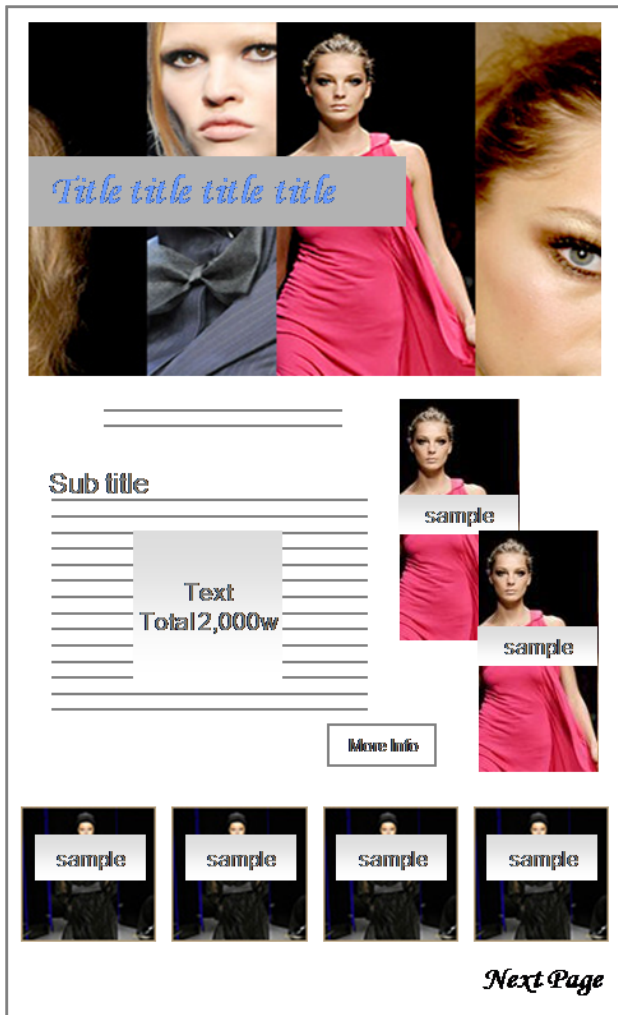 Title title title title
Sub title
Text
Total2,000w
sample
sample
More Info
sample
sample
sample
sample
Next Page